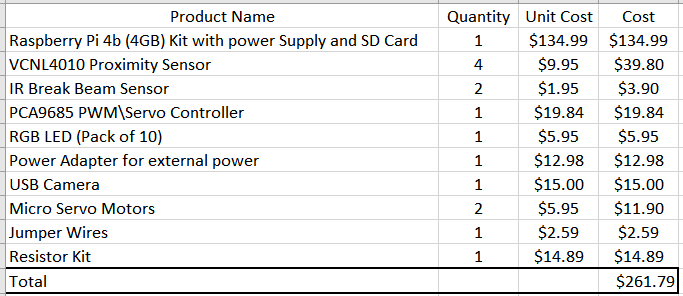 Product Name Quantity Unit Cost Cost
Raspberry Pi 4b (4GB) Kit with power Supply and SD Card 1 $134.99 $134.99
VCNL4010 Proximity Sensor 4 $9.95 $39.80
IR Break Beam Sensor 2 $1.95 $3.90
PCA9685 PWM\Servo Controller 1 $19.84 $19.84
RGB LED (Pack of 10) 1 $5.95 $5.95
Power Adapter for external power 1 $12.98 $12.98
USB Camera 1 $15.00 $15.00
Micro Servo Motors 2 $5.95 $11.90
Jumper Wires 1 $2.59 $2.59
Resistor Kit 1 $14.89 $14.89
Total $261.79